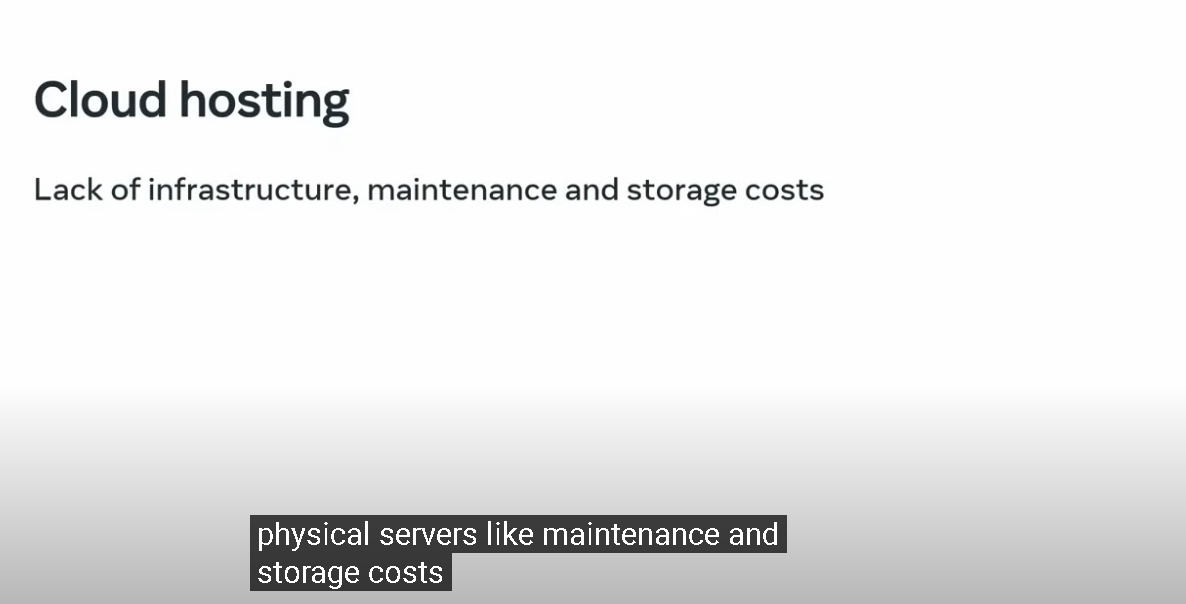 Cloud hosting
Lack of infrastructure, maintenance and storage costs
physical servers like maintenance and
storage costs